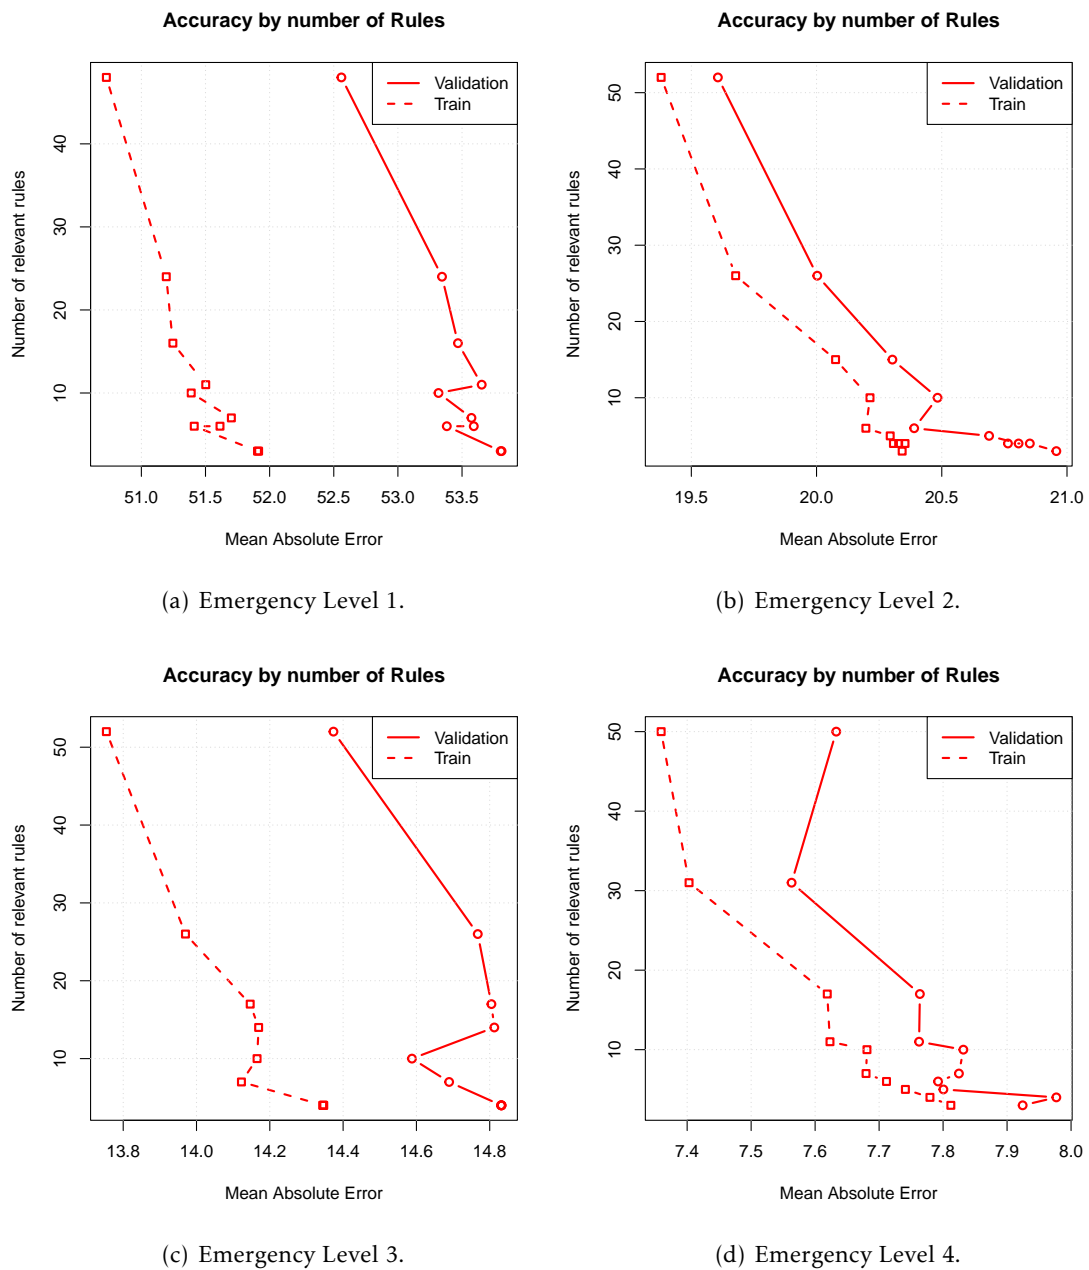 Accuracy by number of Rules
Validation
Train
Number of relevant rules
40
30
20
10
51.0 51.5 52.0 52.5 53.0 53.5
Mean Absolute Error
(a) Emergency Level 1.
Accuracy by number of Rules
Validation
Train
Number of relevant rules
50
40
30
20
10
19.5 20.0 20.5 21.0
Mean Absolute Error
(b) Emergency Level 2.
Accuracy by number of Rules
Validation
Train
Number of relevant rules
50
40
30
20
10
13.8 14.0 14.2 14.4 14.6 14.8
Mean Absolute Error
(c) Emergency Level 3.
Accuracy by number of Rules
Validation
Train
Number of relevant rules
50
40
30
20
10
7.4 7.5 7.6 7.7 7.8 7.9 8.0
Mean Absolute Error
(d) Emergency Level 4.